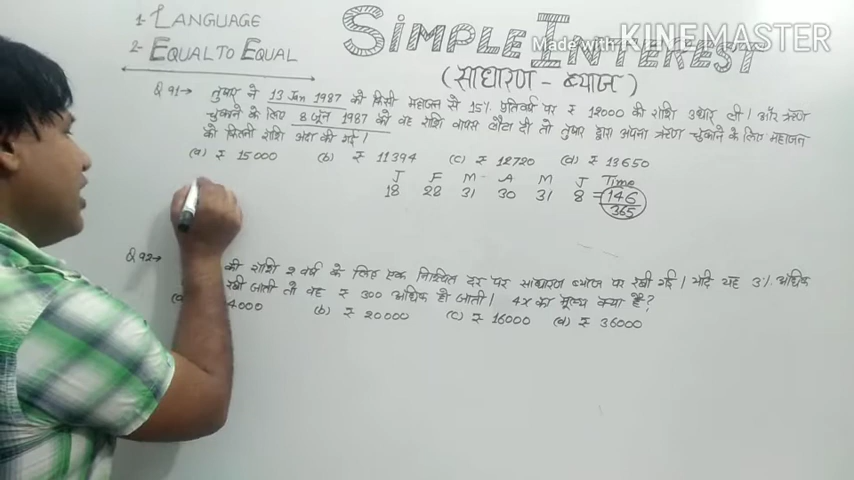 1- LANGUAGE
2- EQUAL TO EQUAL
SIMPLE INTEREST
Made with KINEMASTER
(साधारण - ब्याज)
Q 91→ तुषार ने 13 Jan 1987 को किसी महाजन से 15% प्रतिवर्ष पर ₹ 12000 की राशि उधार ली। और ऋण
चुकाने के लिए 8 जून 1987 को वह राशि वापस लौटा दी तो तुषार द्वारा अपना ऋण चुकाने के लिए महाजन
को कितनी राशि अदा की गई।
(a) ₹ 15000 (b) ₹ 11394 (c) ₹ 12720 (d) ₹ 13650
J F M A M J Time
18 28 31 30 31 8 = 146/365
Q 92→ की राशि 2 वर्ष के लिए एक निश्चित दर पर साधारण ब्याज पर रखी गई। यदि यह 3% अधिक
रखी जाती तो वह ₹ 300 अधिक हो जाती। 4x का मूल्य क्या है?
4000 (b) ₹ 20000 (c) ₹ 16000 (d) ₹ 36000